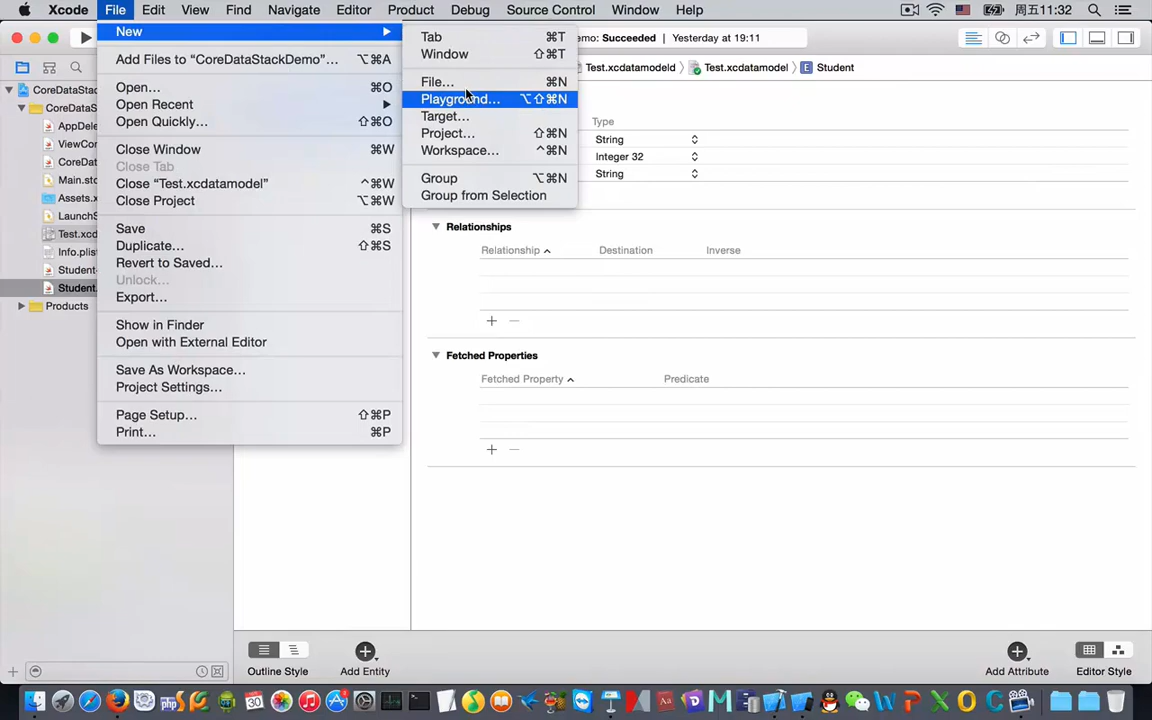 Xcode File Edit View Find Navigate Editor Product Debug Source Control Window Help 周五11:32
New
Add Files to “CoreDataStackDemo”… ⌥⌘A
Open… ⌘O
Open Recent
Open Quickly… ⇧⌘O
Close Window ⌘W
Close Tab
Close “Test.xcdatamodel” ^⌘W
Close Project ⌥⌘W
Save ⌘S
Duplicate… ⇧⌘S
Revert to Saved…
Unlock…
Export…
Show in Finder
Open with External Editor
Save As Workspace…
Project Settings…
Page Setup… ⇧⌘P
Print… ⌘P
Tab ⌘T
Window ⇧⌘T
File… ⌘N
Playground… ⌥⇧⌘N
Target…
Project… ⇧⌘N
Workspace… ^⌘N
Group ⌥⌘N
Group from Selection
emo: Succeeded Yesterday at 19:11
Test.xcdatamodeld Test.xcdatamodel E Student
CoreDataSta
CoreDataS
AppDele
ViewCon
CoreDat
Main.sto
Assets.x
LaunchS
Test.xcd
Info.plist
Student
Student.
Products
Type
String
Integer 32
String
Relationships
Relationship Destination Inverse
Fetched Properties
Fetched Property Predicate
Outline Style Add Entity Add Attribute Editor Style